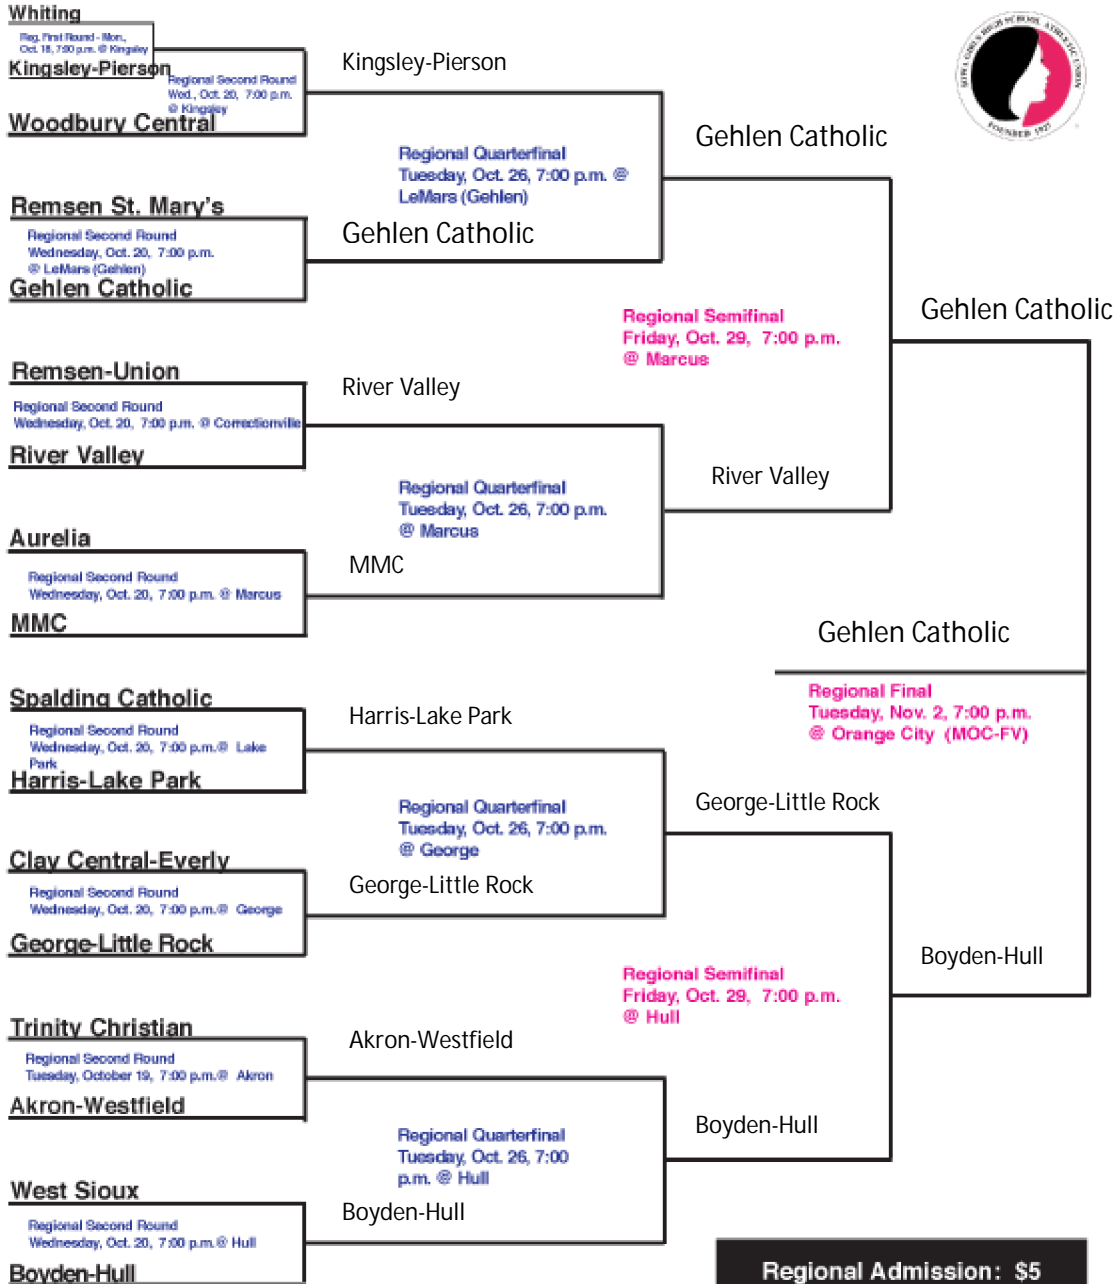 Whiting
Reg. First Round - Mon.,
Oct. 18, 7:00 p.m. @ Kingsley
Kingsley-Pierson
Regional Second Round
Wed., Oct. 20, 7:00 p.m.
@ Kingsley
Woodbury Central
Kingsley-Pierson
Regional Quarterfinal
Tuesday, Oct. 26, 7:00 p.m. @
LeMars (Gehlen)
Gehlen Catholic
IOWA GIRLS HIGH SCHOOL ATHLETIC UNION
FOUNDED 1925
Remsen St. Mary's
Regional Second Round
Wednesday, Oct. 20, 7:00 p.m.
@ LeMars (Gehlen)
Gehlen Catholic
Gehlen Catholic
Regional Semifinal
Friday, Oct. 29, 7:00 p.m.
@ Marcus
Gehlen Catholic
Remsen-Union
Regional Second Round
Wednesday, Oct. 20, 7:00 p.m. @ Correctionville
River Valley
River Valley
Regional Quarterfinal
Tuesday, Oct. 26, 7:00 p.m.
@ Marcus
River Valley
Aurelia
Regional Second Round
Wednesday, Oct. 20, 7:00 p.m. @ Marcus
MMC
MMC
Gehlen Catholic
Regional Final
Tuesday, Nov. 2, 7:00 p.m.
@ Orange City (MOC-FV)
Spalding Catholic
Regional Second Round
Wednesday, Oct. 20, 7:00 p.m.@ Lake
Park
Harris-Lake Park
Harris-Lake Park
Regional Quarterfinal
Tuesday, Oct. 26, 7:00 p.m.
@ George
George-Little Rock
Clay Central-Everly
Regional Second Round
Wednesday, Oct. 20, 7:00 p.m.@ George
George-Little Rock
George-Little Rock
Regional Semifinal
Friday, Oct. 29, 7:00 p.m.
@ Hull
Boyden-Hull
Trinity Christian
Regional Second Round
Tuesday, October 19, 7:00 p.m.@ Akron
Akron-Westfield
Akron-Westfield
Regional Quarterfinal
Tuesday, Oct. 26, 7:00
p.m. @ Hull
Boyden-Hull
West Sioux
Regional Second Round
Wednesday, Oct. 20, 7:00 p.m.@ Hull
Boyden-Hull
Boyden-Hull
Regional Admission: $5